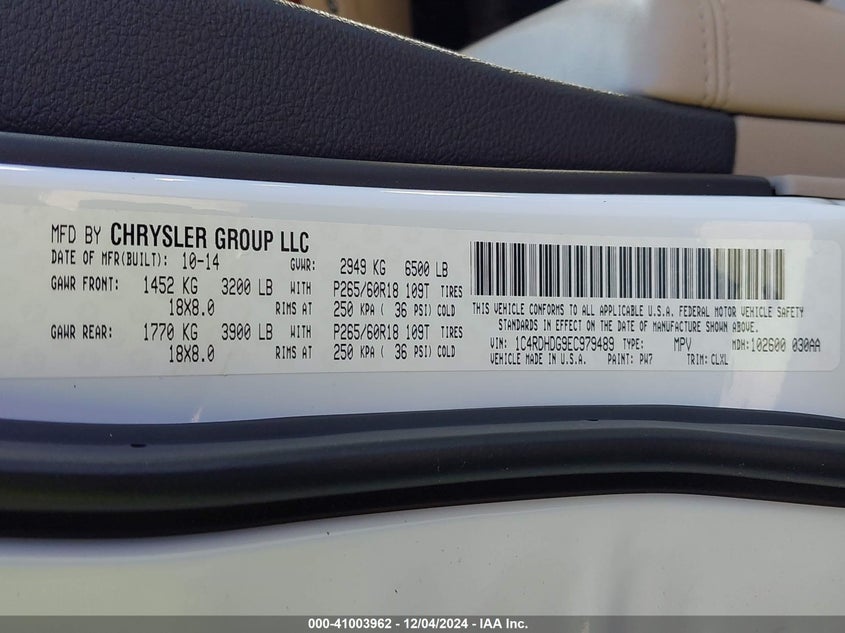 MFD BY CHRYSLER GROUP LLC
DATE OF MFR(BUILT): 10-14 GVWR: 2949 KG 6500 LB
GAWR FRONT: 1452 KG 3200 LB WITH P265/60R18 109T TIRES
18X8.0 RIMS AT 250 KPA ( 36 PSI) COLD
GAWR REAR: 1770 KG 3900 LB WITH P265/60R18 109T TIRES
18X8.0 RIMS AT 250 KPA ( 36 PSI) COLD
THIS VEHICLE CONFORMS TO ALL APPLICABLE U.S.A. FEDERAL MOTOR VEHICLE SAFETY
STANDARDS IN EFFECT ON THE DATE OF MANUFACTURE SHOWN ABOVE.
VIN: 1C4RDHDG9EC979489 TYPE: MPV MDH: 102600 030AA
VEHICLE MADE IN U.S.A. PAINT: PW7 TRIM: CLXL
000-41003962 - 12/04/2024 - IAA Inc.